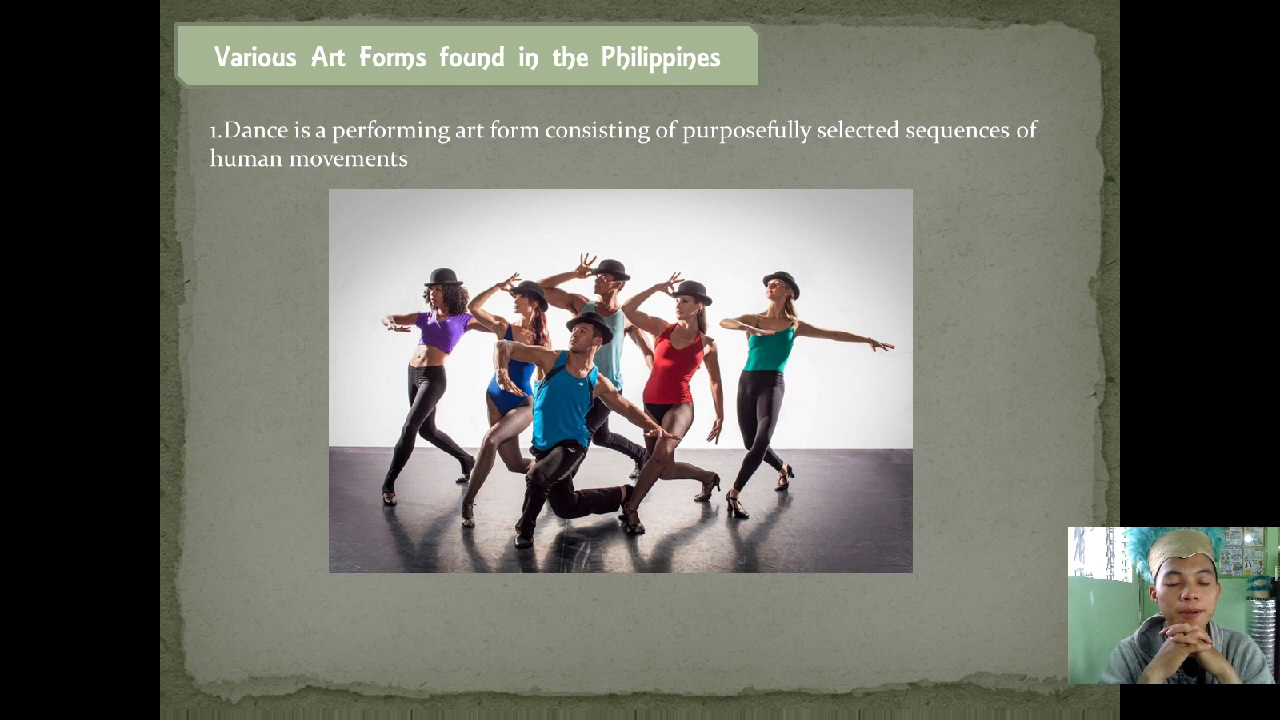 Various Art Forms found in the Philippines
1.Dance is a performing art form consisting of purposefully selected sequences of
human movements